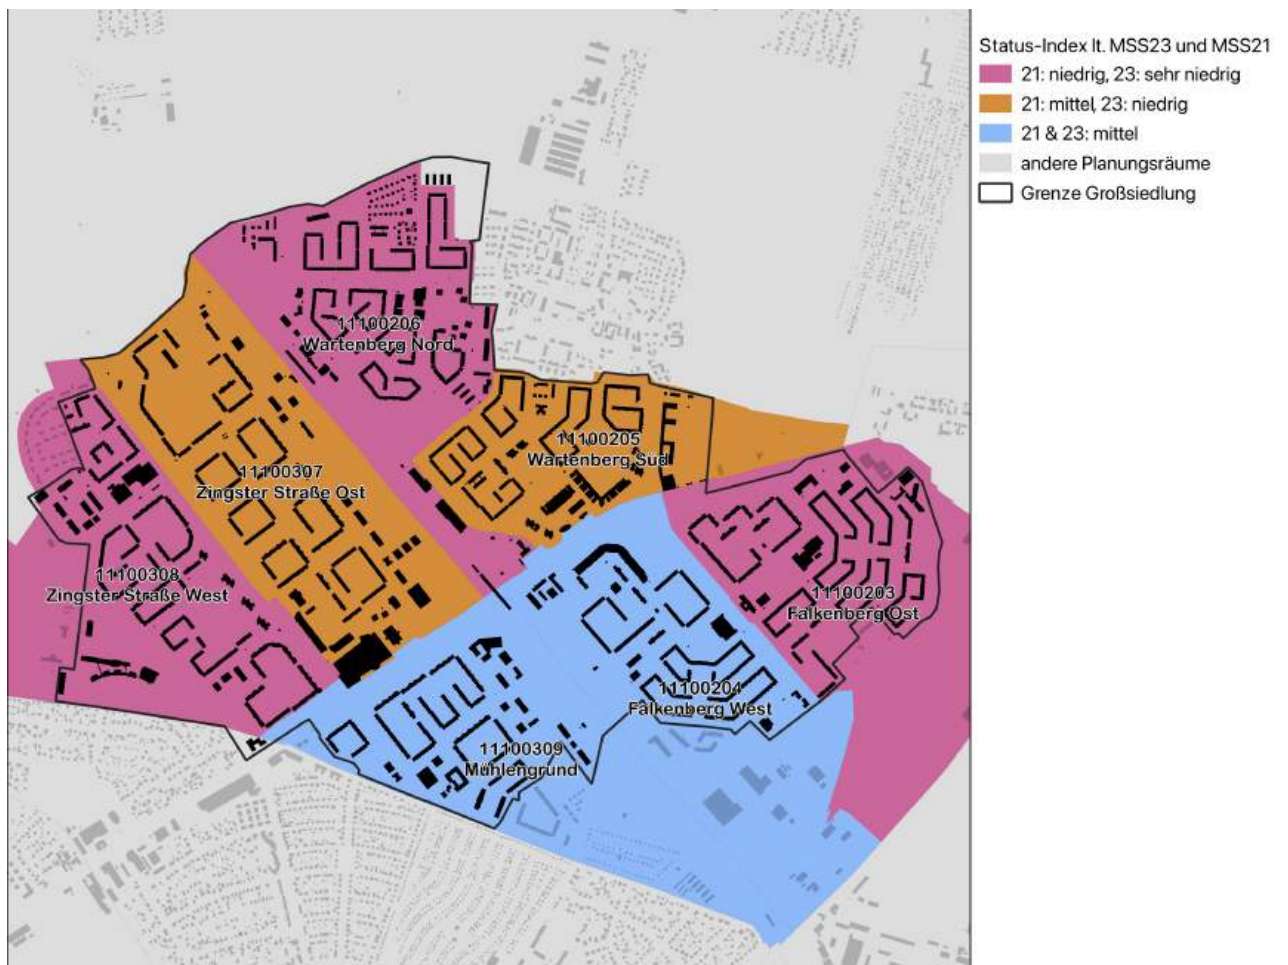 Status-Index lt. MSS23 und MSS21
21: niedrig, 23: sehr niedrig
21: mittel, 23: niedrig
21 & 23: mittel
andere Planungsräume
Grenze Großsiedlung
11100206
Wartenberg Nord
11100205
Wartenberg Süd
11100307
Zingster Straße Ost
11100308
Zingster Straße West
11100203
Falkenberg Ost
11100204
Falkenberg West
11100309
Mühlengrund